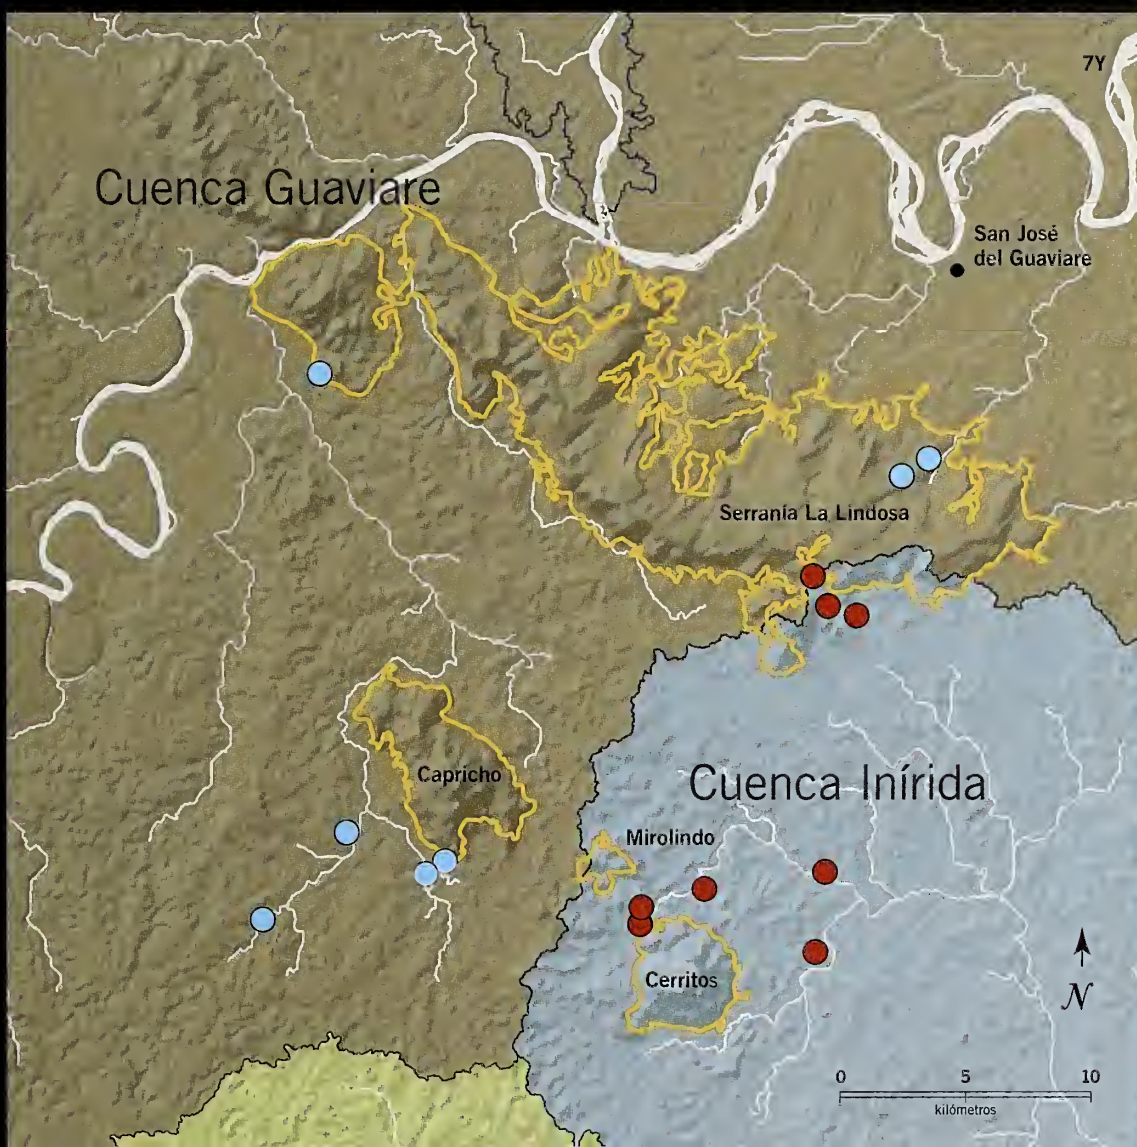 7Y
Cuenca Guaviare
San José
del Guaviare
Serranía La Lindosa
Capricho
Cuenca Inírida
Mirolindo
Cerritos
N
0 5 10
kilómetros